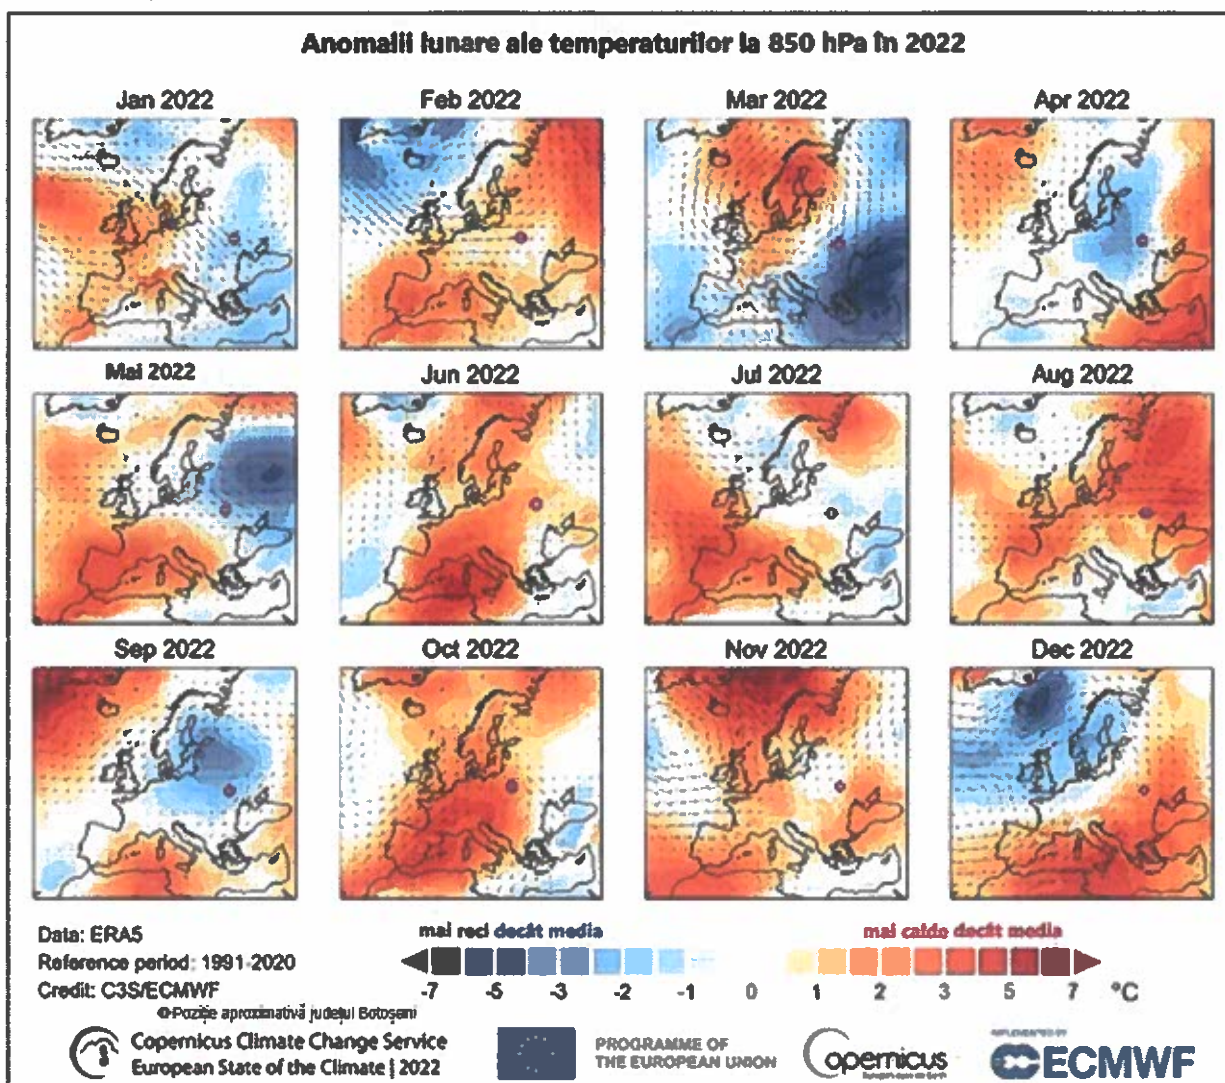 Anomalii lunare ale temperaturilor la 850 hPa în 2022
Jan 2022
Feb 2022
Mar 2022
Apr 2022
Mai 2022
Jun 2022
Jul 2022
Aug 2022
Sep 2022
Oct 2022
Nov 2022
Dec 2022
Data: ERA5
Reference period: 1991-2020
Credit: C3S/ECMWF
mai reci decât media
mai calde decât media
-7 -5 -3 -2 -1 0 1 2 3 5 7 °C
Poziție aproximativă județul Botoșani
Copernicus Climate Change Service
European State of the Climate | 2022
PROGRAMME OF
THE EUROPEAN UNION
opernicus
IMPLEMENTED BY
ECMWF